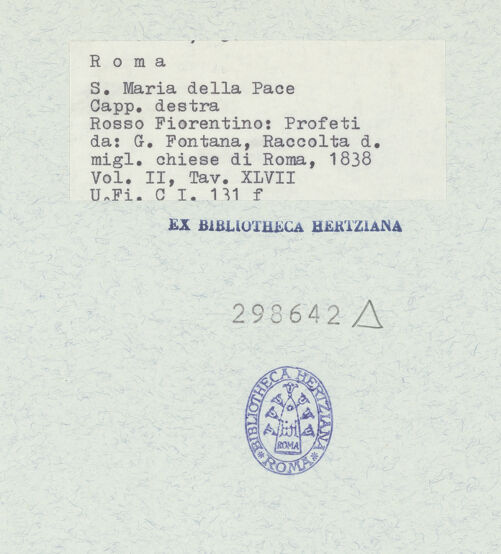 Roma
S. Maria della Pace
Capp. destra
Rosso Fiorentino: Profeti
da: G. Fontana, Raccolta d.
migl. chiese di Roma, 1838
Vol. II, Tav. XLVII
U.Fi. C I. 131 f
EX BIBLIOTHECA HERTZIANA
298642 △
BIBLIOTHECA HERTZIANA
ROMA
* ROMA *